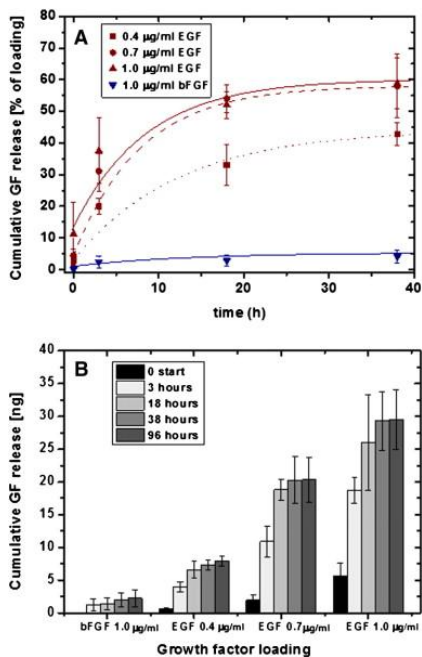 A
0.4 µg/ml EGF
0.7 µg/ml EGF
1.0 µg/ml EGF
1.0 µg/ml bFGF
Cumulative GF release [% of loading]
80
70
60
50
40
30
20
10
0
0 10 20 30 40
time (h)
B
0 start
3 hours
18 hours
38 hours
96 hours
Cumulative GF release [ng]
40
35
30
25
20
15
10
5
0
bFGF 1.0 µg/ml EGF 0.4 µg/ml EGF 0.7µg/ml EGF 1.0 µg/ml
Growth factor loading